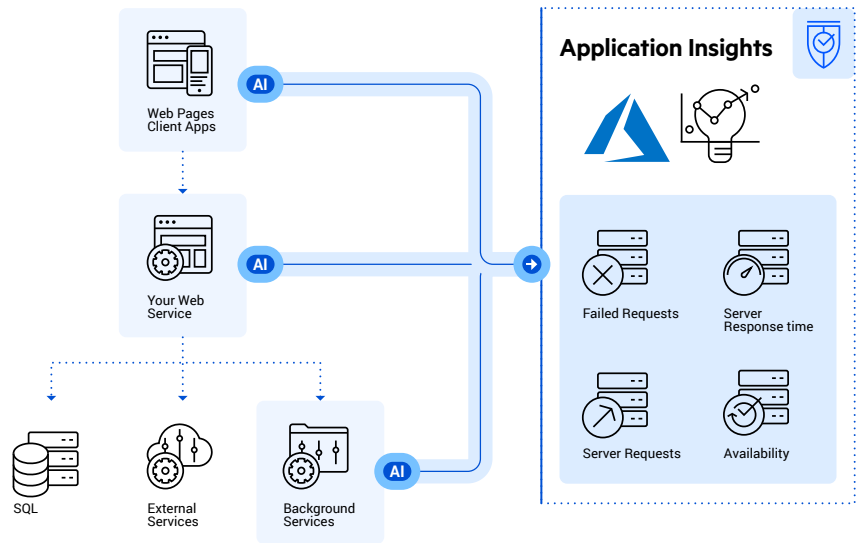 Application Insights
Web Pages
Client Apps
AI
Your Web
Service
AI
Failed Requests
Server
Response time
Server Requests
Availability
SQL
External
Services
Background
Services
AI